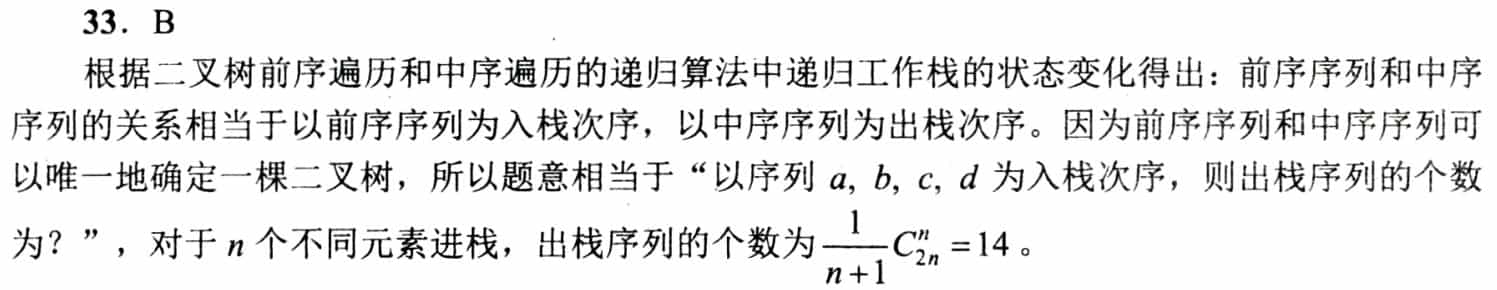 33. B
根据二叉树前序遍历和中序遍历的递归算法中递归工作栈的状态变化得出：前序序列和中序
序列的关系相当于以前序序列为入栈次序，以中序序列为出栈次序。因为前序序列和中序序列可
以唯一地确定一棵二叉树，所以题意相当于“以序列 a, b, c, d 为入栈次序，则出栈序列的个数
为？”，对于 n 个不同元素进栈，出栈序列的个数为 $\frac{1}{n+1}C_{2n}^{n}=14$ 。